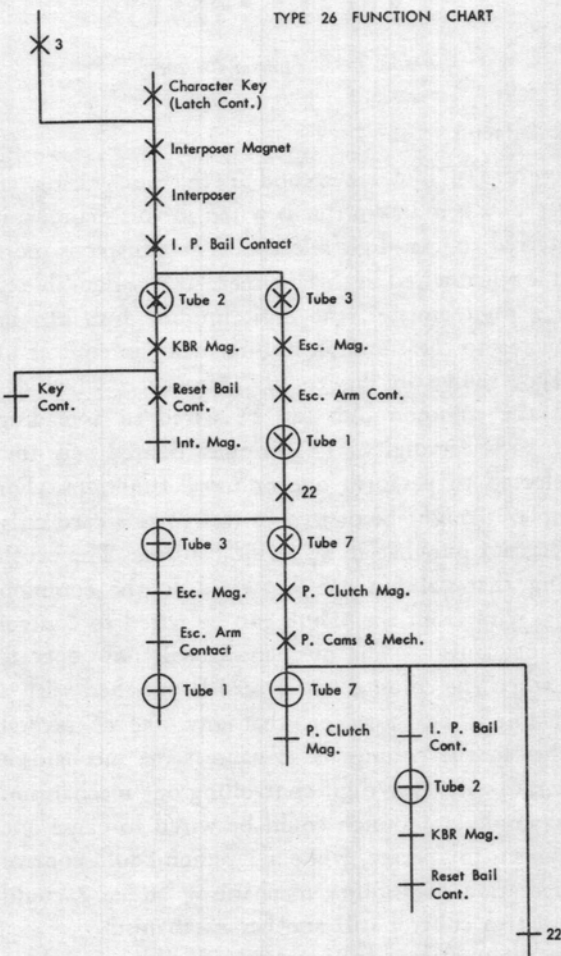 TYPE 26 FUNCTION CHART
3
Character Key
(Latch Cont.)
Interposer Magnet
Interposer
I. P. Bail Contact
Tube 2
Tube 3
KBR Mag.
Esc. Mag.
Key
Cont.
Reset Bail
Cont.
Esc. Arm Cont.
Int. Mag.
Tube 1
22
Tube 3
Tube 7
Esc. Mag.
P. Clutch Mag.
Esc. Arm
Contact
P. Cams & Mech.
Tube 1
Tube 7
P. Clutch
Mag.
I. P. Bail
Cont.
Tube 2
KBR Mag.
Reset Bail
Cont.
22